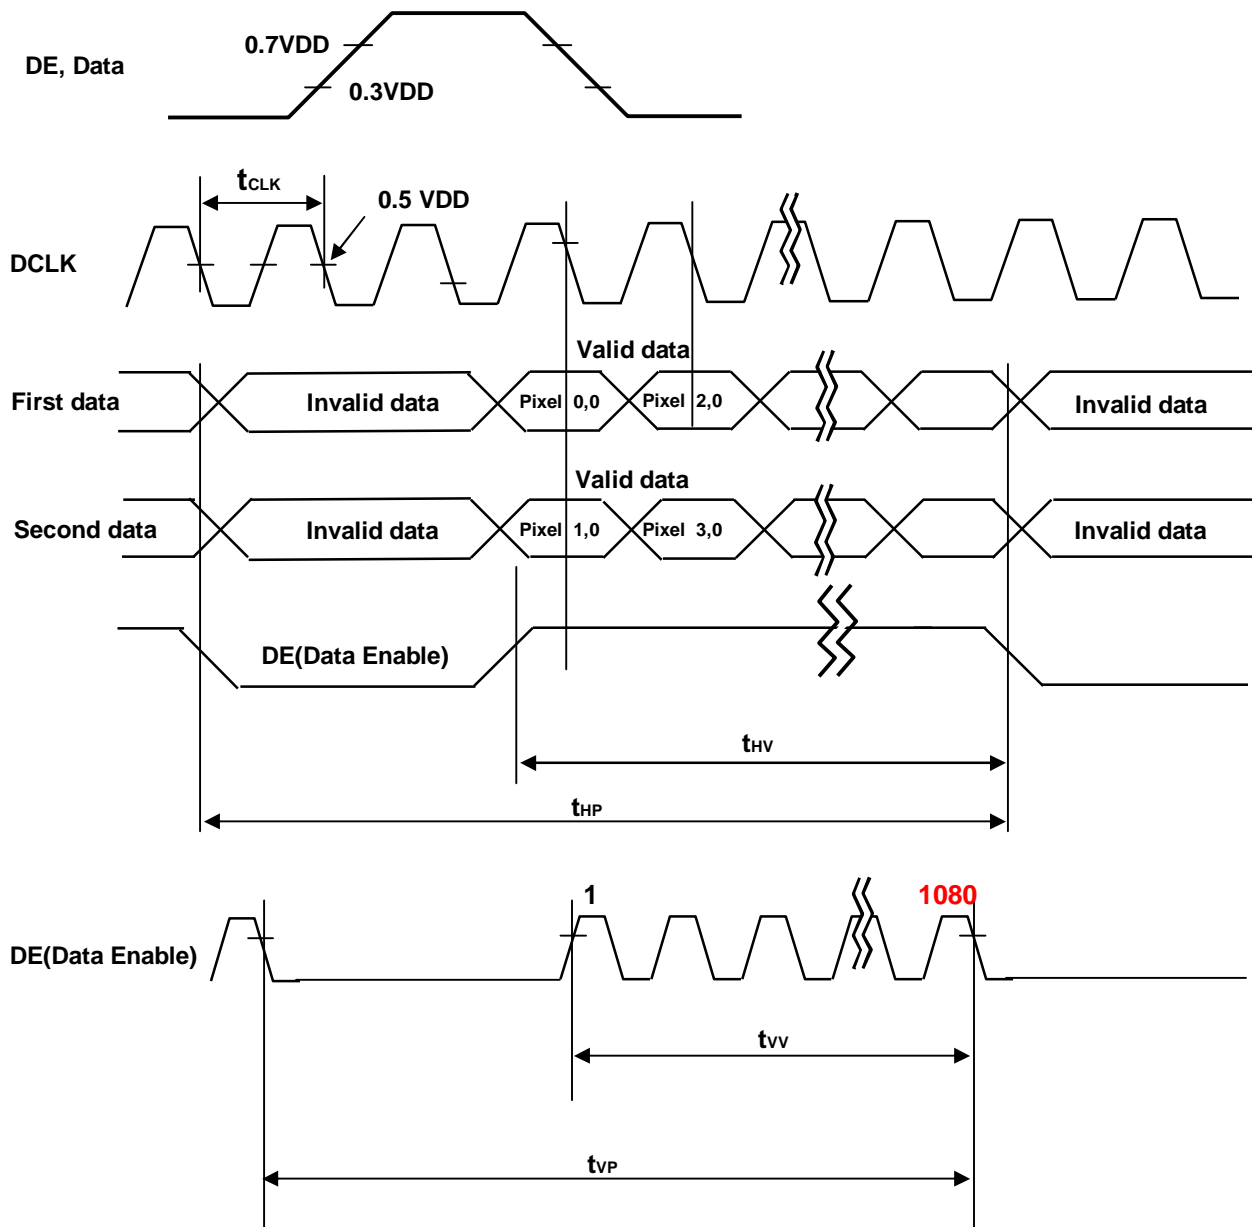 0.7VDD
DE, Data
0.3VDD
tCLK
0.5 VDD
DCLK
Valid data
First data
Invalid data
Pixel 0,0
Pixel 2,0
Invalid data
Valid data
Second data
Invalid data
Pixel 1,0
Pixel 3,0
Invalid data
DE(Data Enable)
tHV
tHP
1
1080
DE(Data Enable)
tVV
tVP